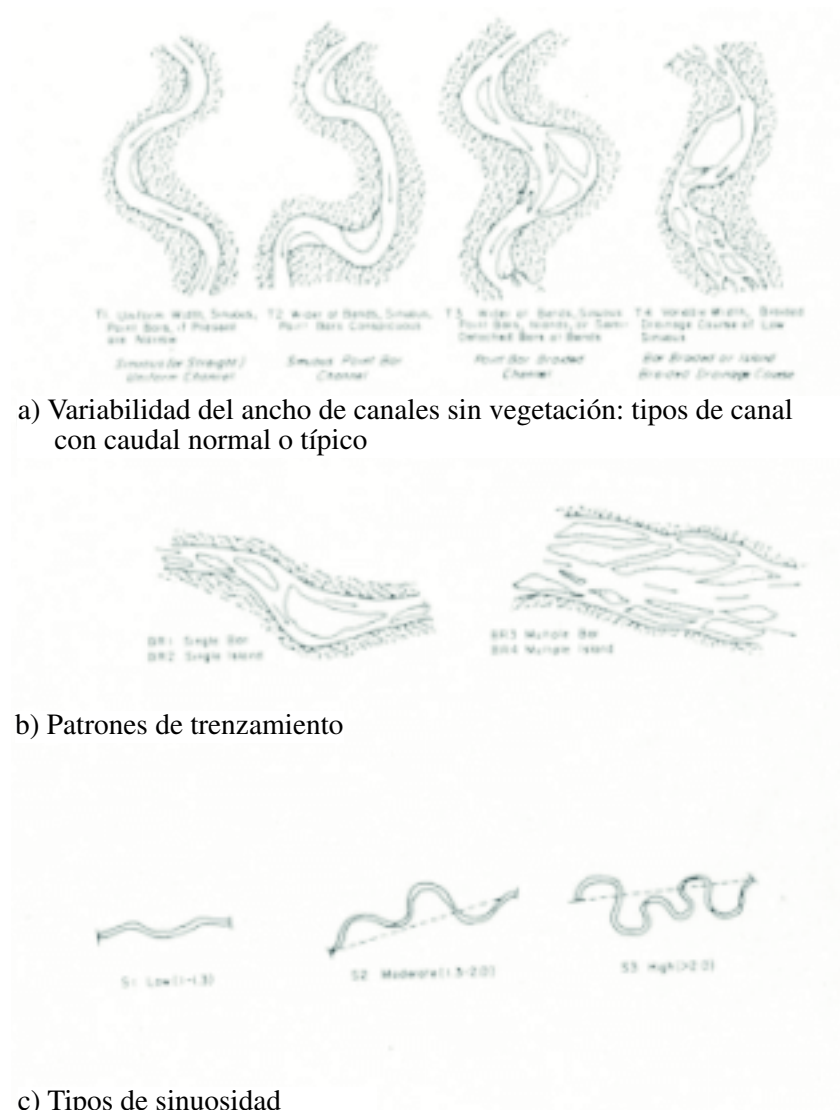 T1 Uniform Width, Sinuous,
Point Bars, if Present
are Narrow
Sinuous (or Straight)
Uniform Channel
T2 Wider at Bends, Sinuous,
Point Bars Conspicuous
Sinuous Point Bar
Channel
T3 Wider at Bends, Sinuous
Point Bars, Islands, or Semi-
Detached Bars at Bends
Point Bar Braided
Channel
T4 Variable Width, Braided
Drainage Course of Low
Sinuous
Bar Braided or Island
Braided Drainage Course
a) Variabilidad del ancho de canales sin vegetación: tipos de canal
con caudal normal o típico
BR1 Single Bar
BR2 Single Island
BR3 Multiple Bar
BR4 Multiple Island
b) Patrones de trenzamiento
S1 Low (1-1.3)
S2 Moderate (1.3-2.0)
S3 High (>2.0)
c) Tipos de sinuosidad